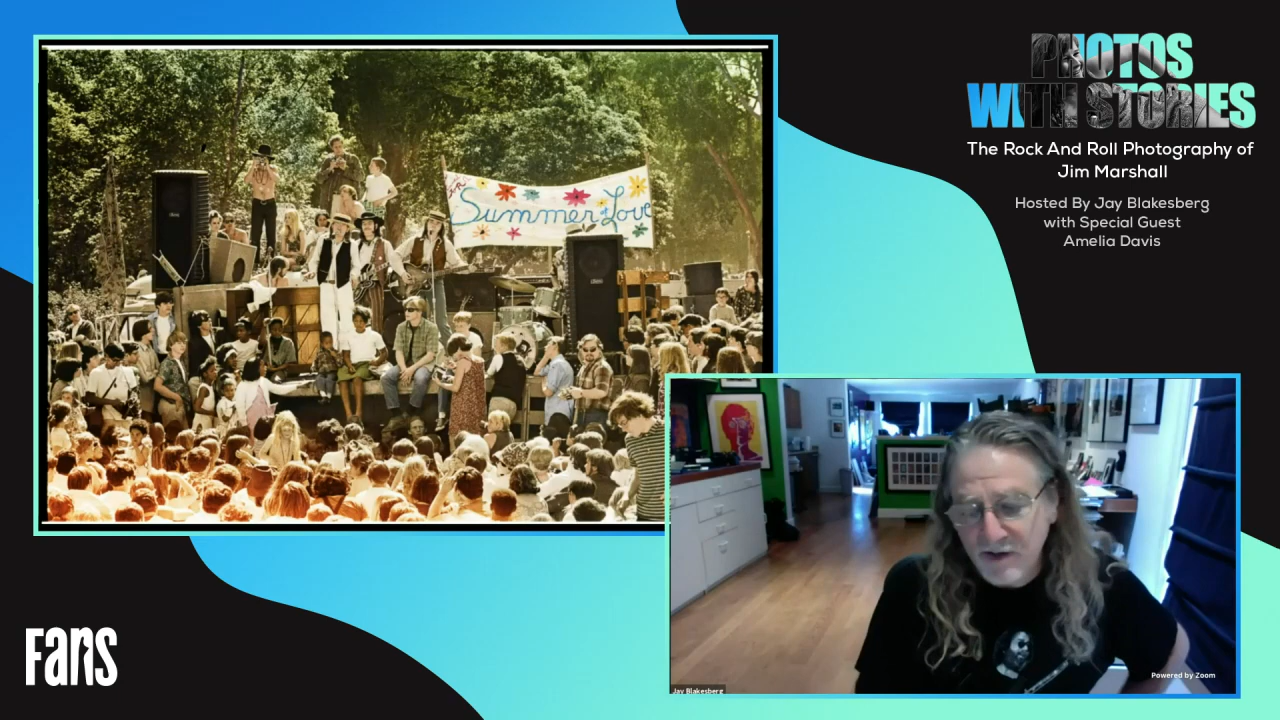 PHOTOS
WITH STORIES
The Rock And Roll Photography of
Jim Marshall
Hosted By Jay Blakesberg
with Special Guest
Amelia Davis
Summer of Love
Fans
Powered by Zoom
Jay Blakesberg